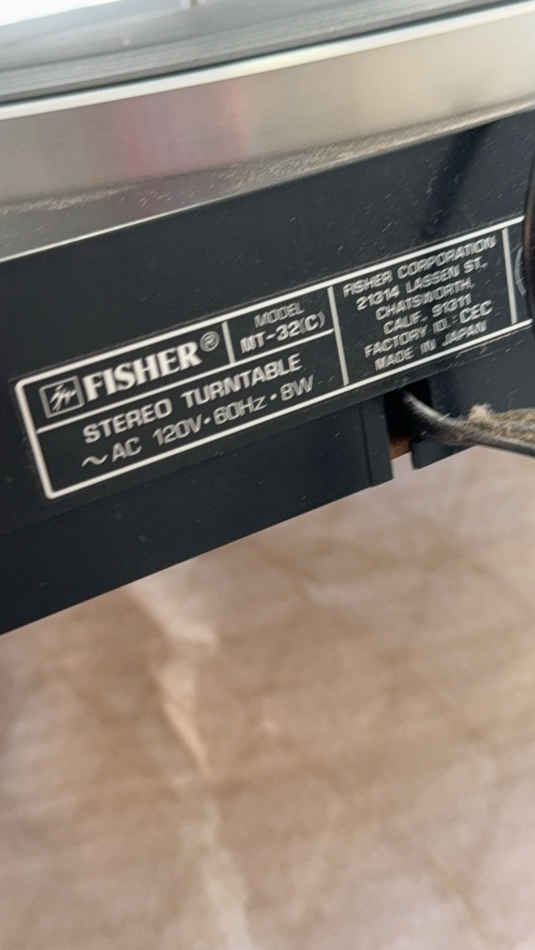 FISHER®
MODEL
MT-32(C)
STEREO TURNTABLE
~AC 120V·60Hz·8W
FISHER CORPORATION
21314 LASSEN ST.,
CHATSWORTH,
CALIF. 91311
FACTORY ID.: CEC
MADE IN JAPAN